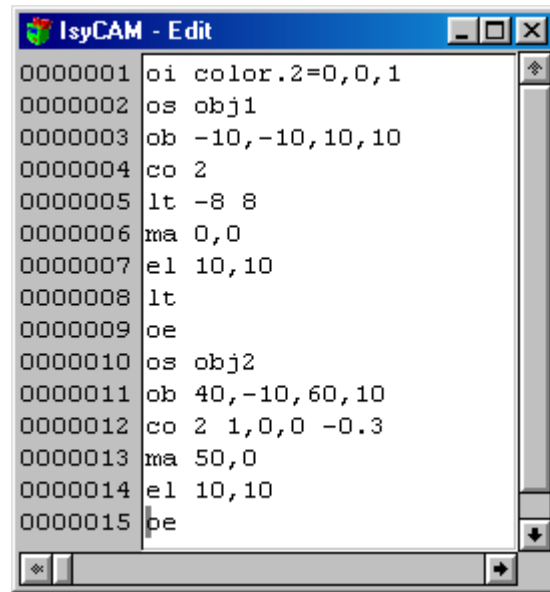 IsyCAM - Edit
0000001 oi color.2=0,0,1
0000002 os obj1
0000003 ob -10,-10,10,10
0000004 co 2
0000005 lt -8 8
0000006 ma 0,0
0000007 el 10,10
0000008 lt
0000009 oe
0000010 os obj2
0000011 ob 40,-10,60,10
0000012 co 2 1,0,0 -0.3
0000013 ma 50,0
0000014 el 10,10
0000015 oe